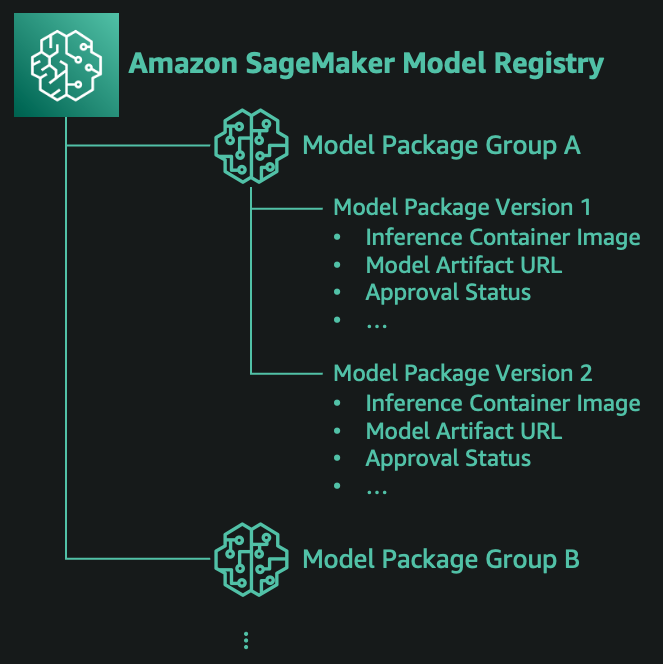 Amazon SageMaker Model Registry
Model Package Group A
Model Package Version 1
• Inference Container Image
• Model Artifact URL
• Approval Status
• ...
Model Package Version 2
• Inference Container Image
• Model Artifact URL
• Approval Status
• ...
Model Package Group B
⋮